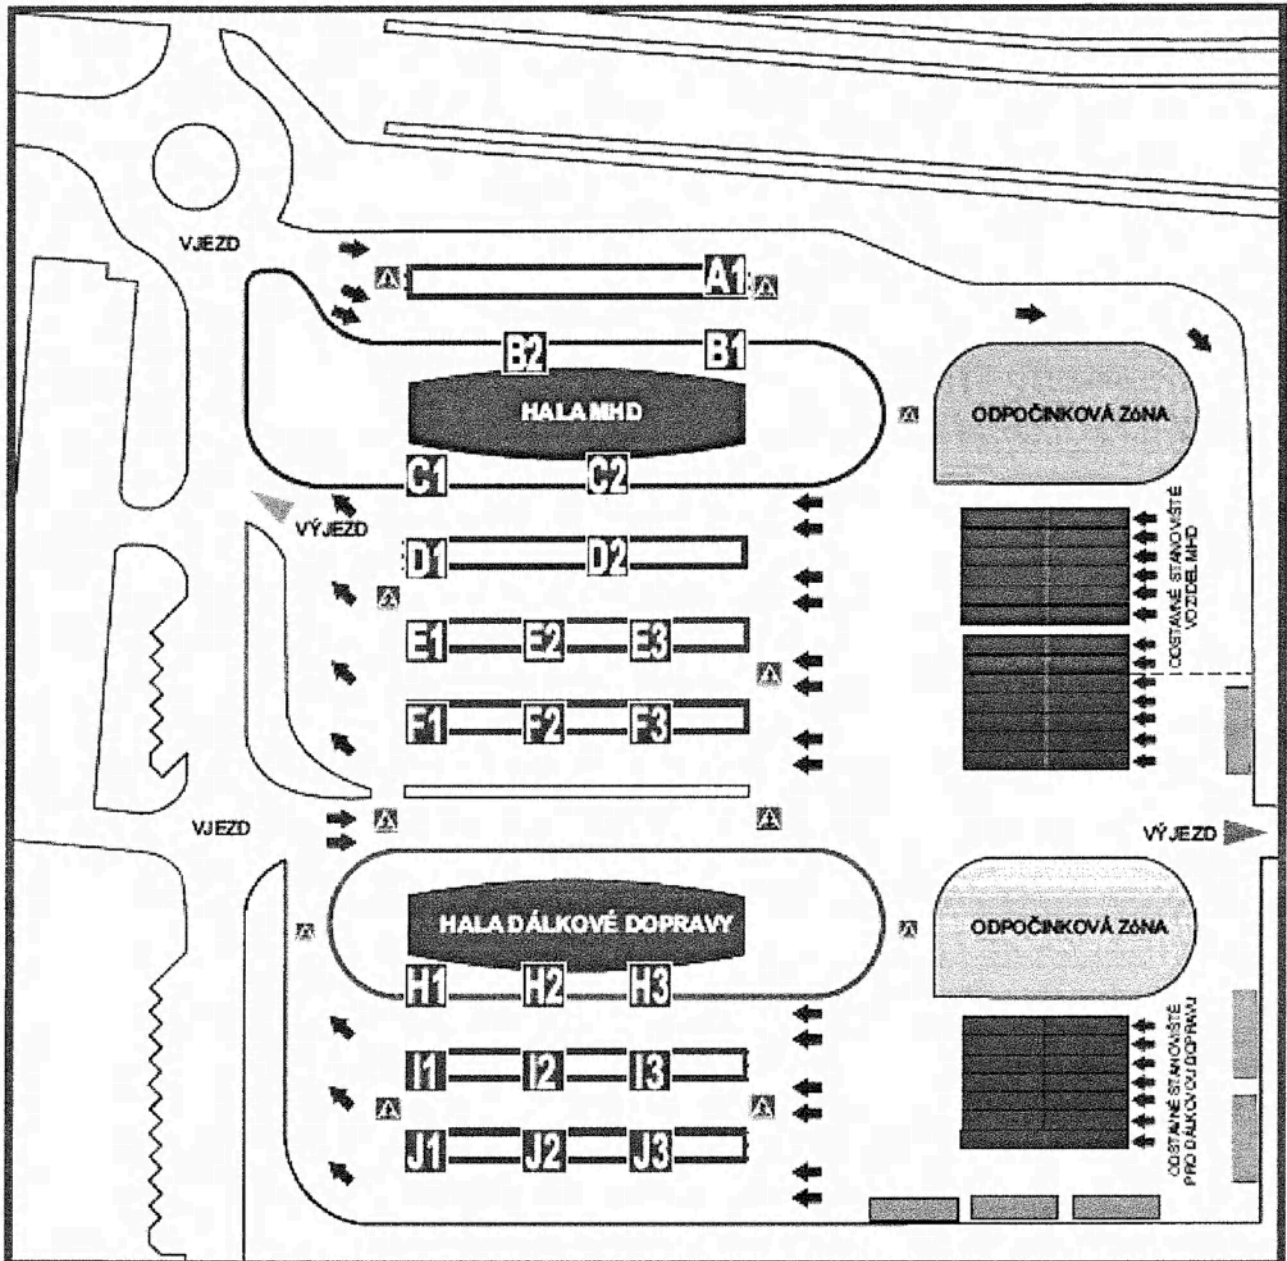 VJEZD
A1
B2
B1
HALA MHD
ODPOČINKOVÁ ZÓNA
C1
C2
VÝJEZD
ODSTAVNÉ STANOVIŠTĚ
VOZIDEL MHD
D1
D2
E1
E2
E3
F1
F2
F3
VJEZD
VÝJEZD
HALA DÁLKOVÉ DOPRAVY
ODPOČINKOVÁ ZÓNA
H1
H2
H3
ODSTAVNÉ STANOVIŠTĚ
PRO DÁLKOVOU DOPRAVU
I1
I2
I3
J1
J2
J3